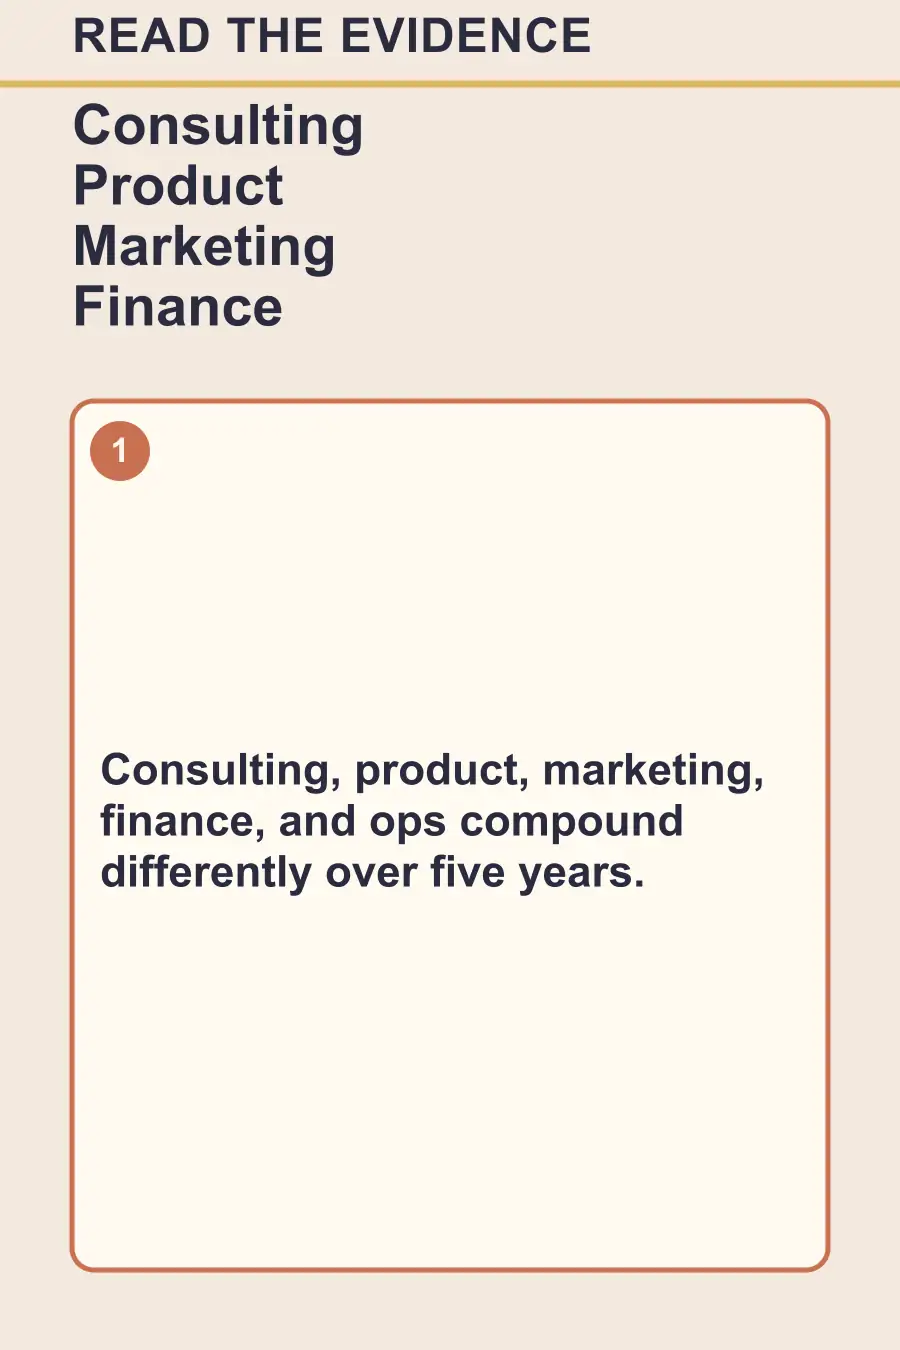 READ THE EVIDENCE
Consulting
Product
Marketing
Finance
1
Consulting, product, marketing,
finance, and ops compound
differently over five years.